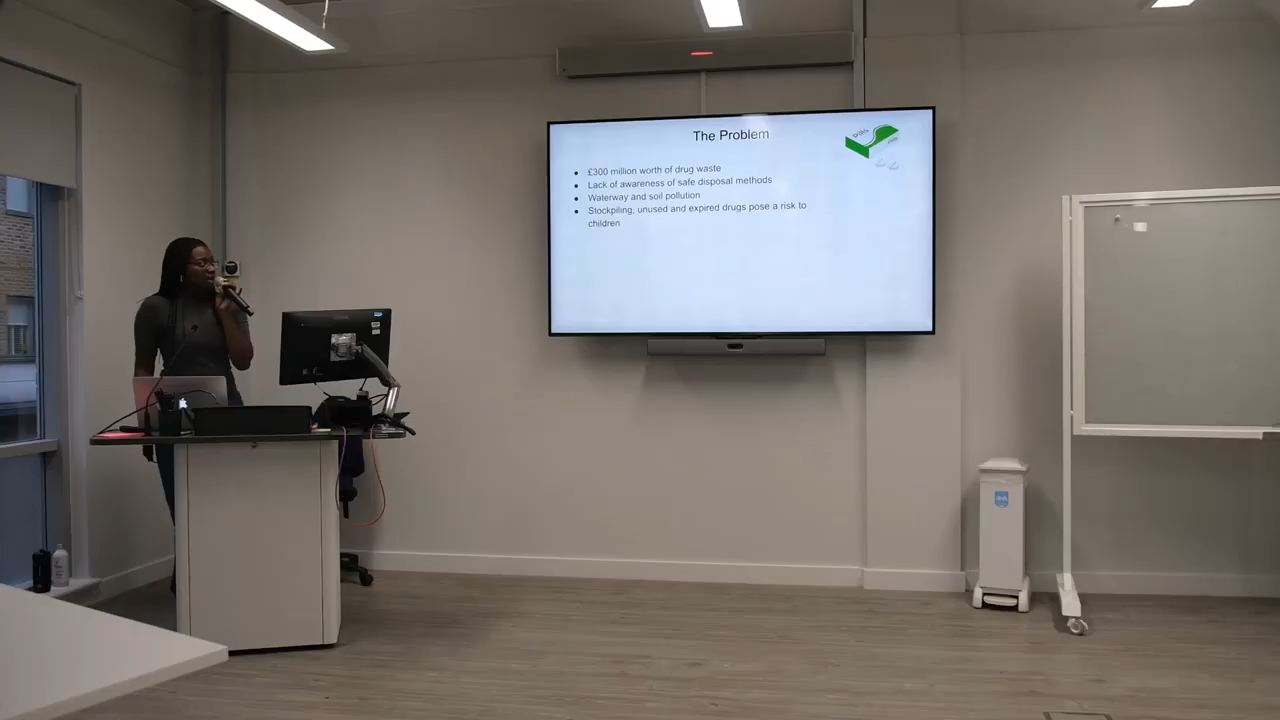 The Problem
£300 million worth of drug waste
Lack of awareness of safe disposal methods
Waterway and soil pollution
Stockpiling, unused and expired drugs pose a risk to
children